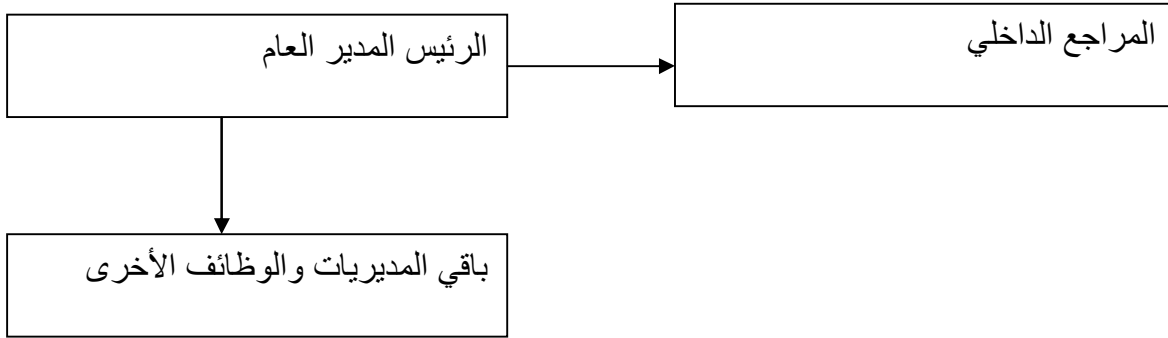 المراجع الداخلي
الرئيس المدير العام
باقي المديريات والوظائف الأخرى